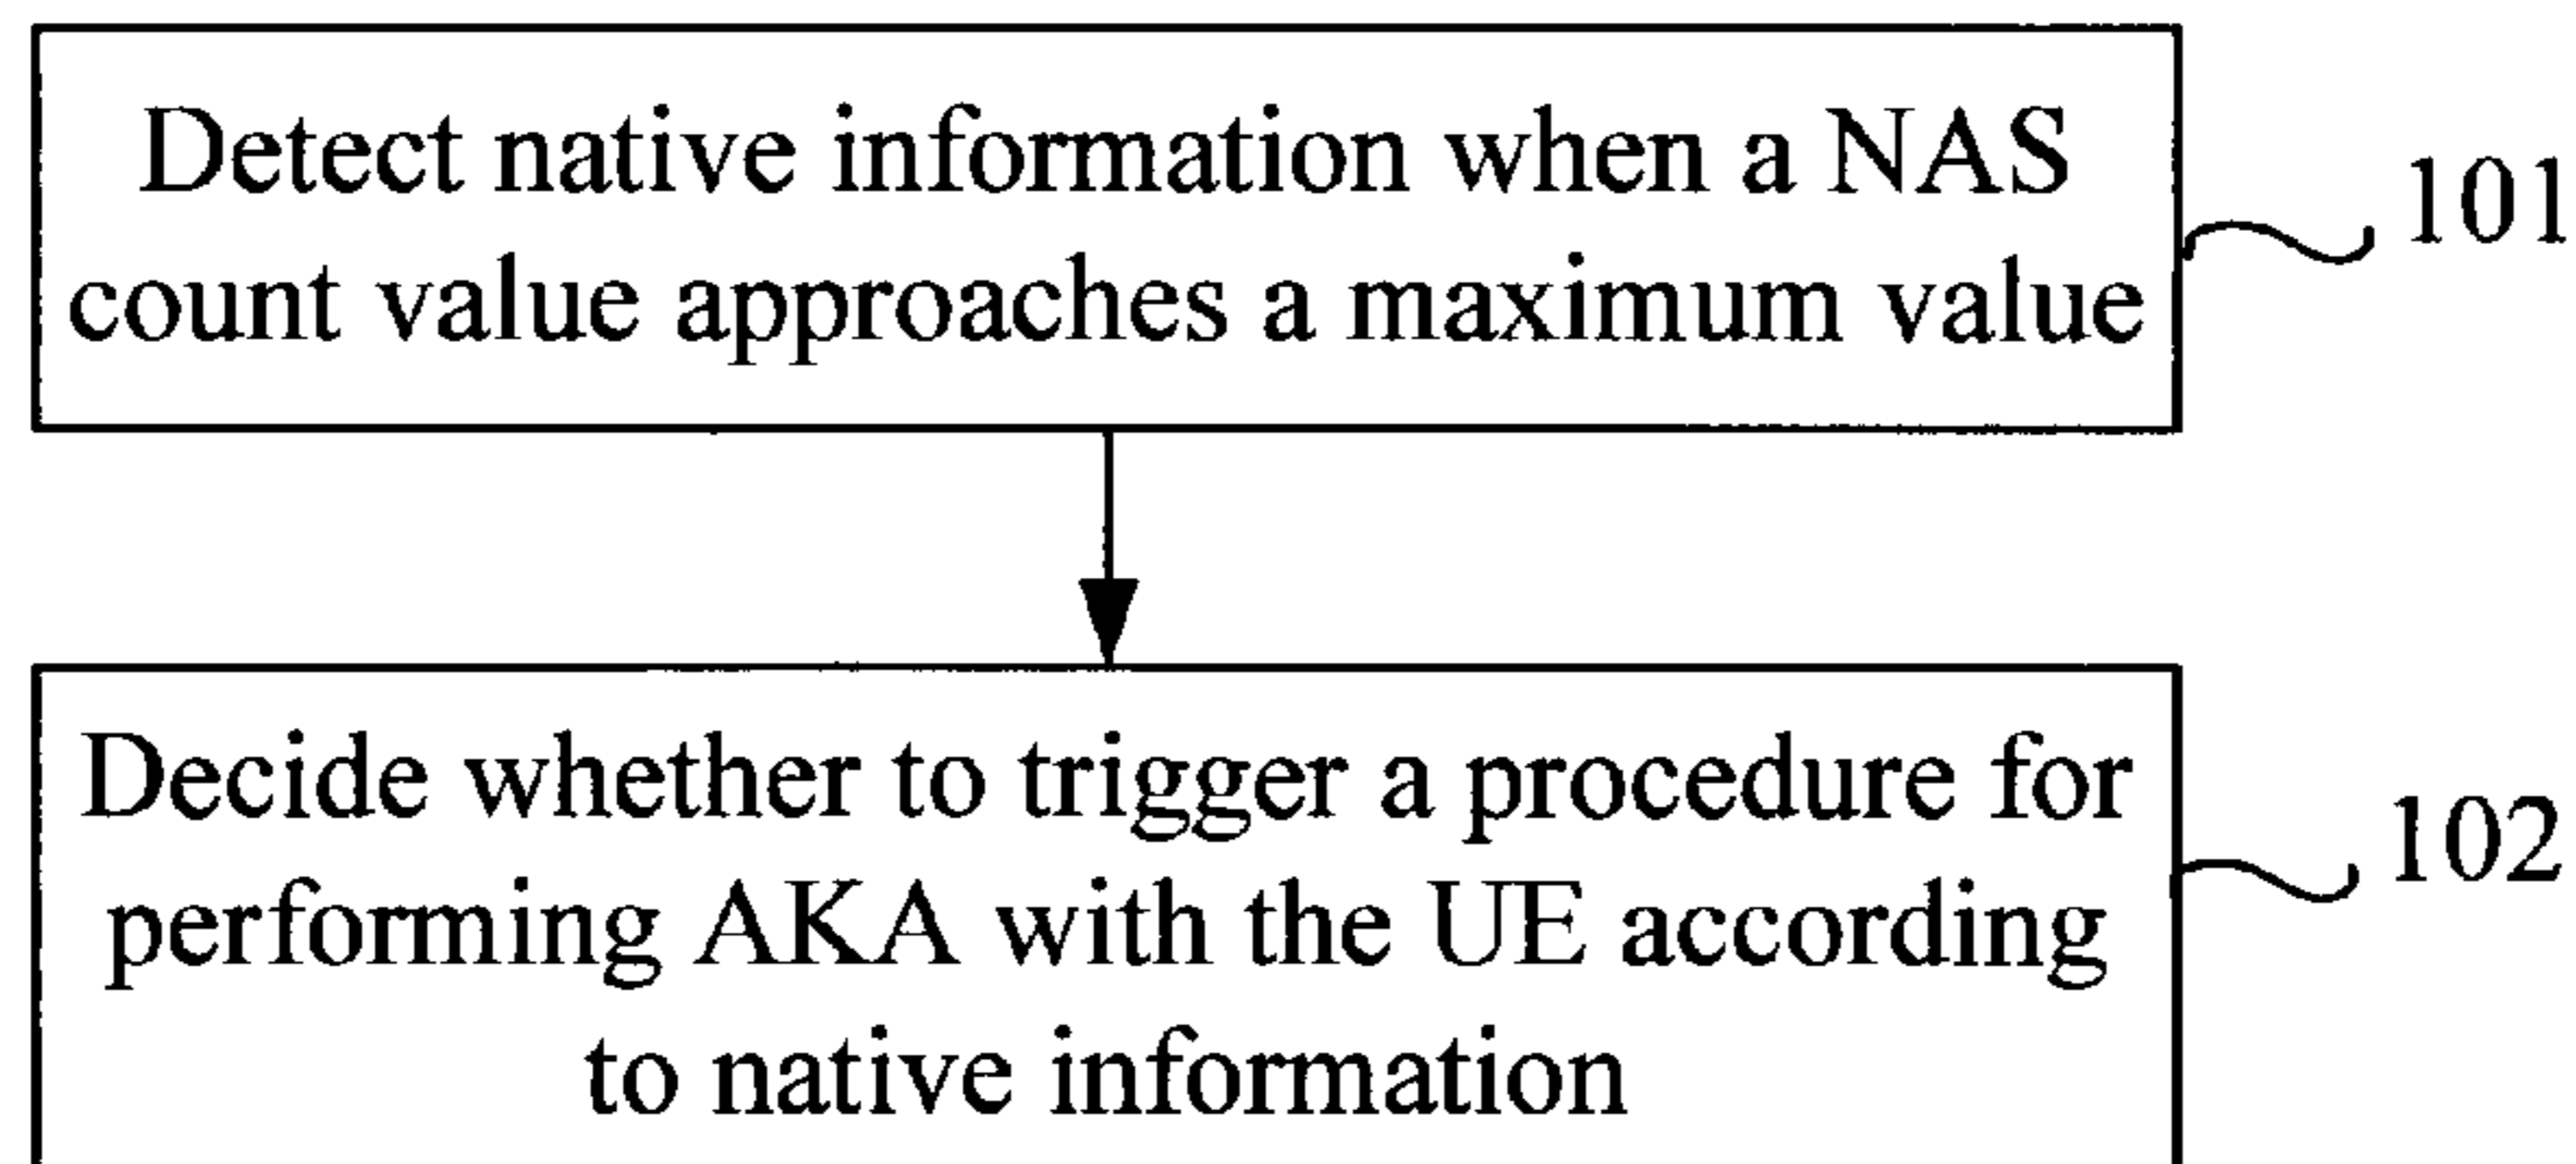 Detect native information when a NAS
count value approaches a maximum value
101
Decide whether to trigger a procedure for
performing AKA with the UE according
to native information
102